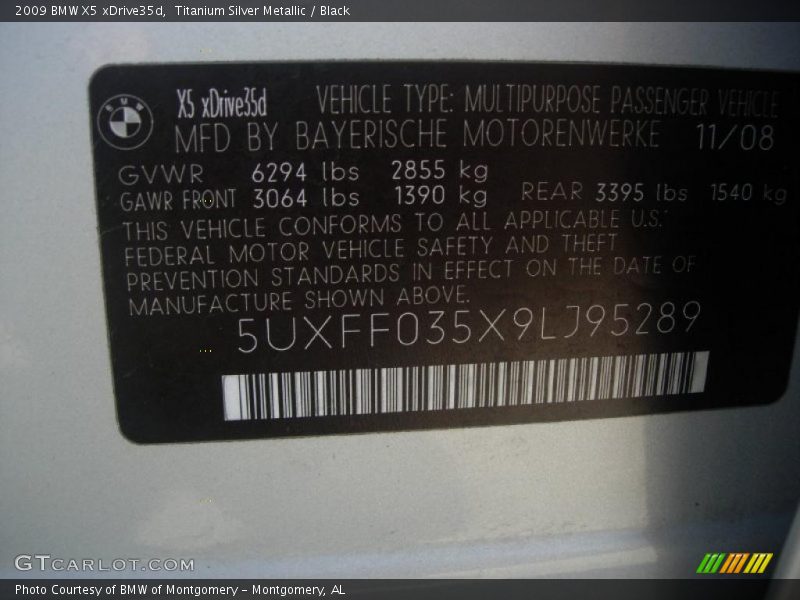 2009 BMW X5 xDrive35d, Titanium Silver Metallic / Black
BMW
X5 xDrive35d VEHICLE TYPE: MULTIPURPOSE PASSENGER VEHICLE
MFD BY BAYERISCHE MOTORENWERKE 11/08
GVWR 6294 lbs 2855 kg
GAWR FRONT 3064 lbs 1390 kg REAR 3395 lbs 1540 kg
THIS VEHICLE CONFORMS TO ALL APPLICABLE U.S.
FEDERAL MOTOR VEHICLE SAFETY AND THEFT
PREVENTION STANDARDS IN EFFECT ON THE DATE OF
MANUFACTURE SHOWN ABOVE.
5UXFF035X9LJ95289
GTCARLOT.COM
Photo Courtesy of BMW of Montgomery – Montgomery, AL